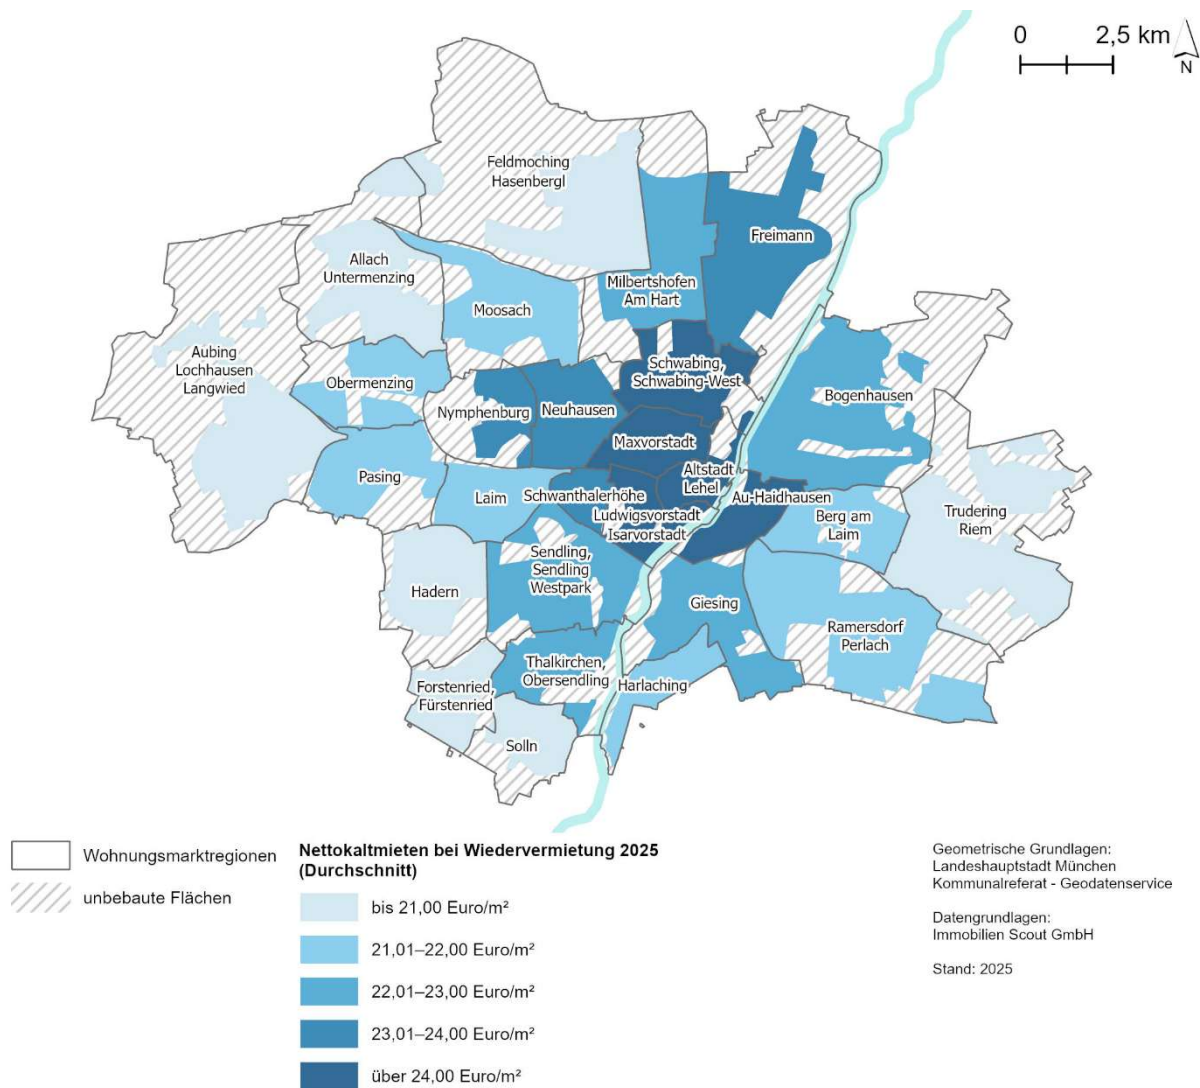 0 2,5 km
N
Feldmoching
Hasenbergl
Freimann
Allach
Untermenzing
Milbertshofen
Am Hart
Moosach
Aubing
Lochhausen
Langwied
Obermenzing
Schwabing,
Schwabing-West
Bogenhausen
Nymphenburg
Neuhausen
Maxvorstadt
Pasing
Laim
Schwanthalerhöhe
Altstadt
Lehel
Au-Haidhausen
Ludwigsvorstadt
Isarvorstadt
Berg am
Laim
Trudering
Riem
Sendling,
Sendling
Westpark
Hadern
Giesing
Ramersdorf
Perlach
Thalkirchen,
Obersendling
Harlaching
Forstenried,
Fürstenried
Solln
Wohnungsmarktregionen
unbebaute Flächen
Nettokaltmieten bei Wiedervermietung 2025
(Durchschnitt)
bis 21,00 Euro/m²
21,01–22,00 Euro/m²
22,01–23,00 Euro/m²
23,01–24,00 Euro/m²
über 24,00 Euro/m²
Geometrische Grundlagen:
Landeshauptstadt München
Kommunalreferat - Geodatenservice
Datengrundlagen:
Immobilien Scout GmbH
Stand: 2025